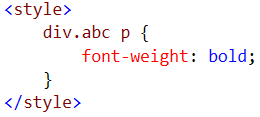 <style>
    div.abc p {
        font-weight: bold;
    }
</style>